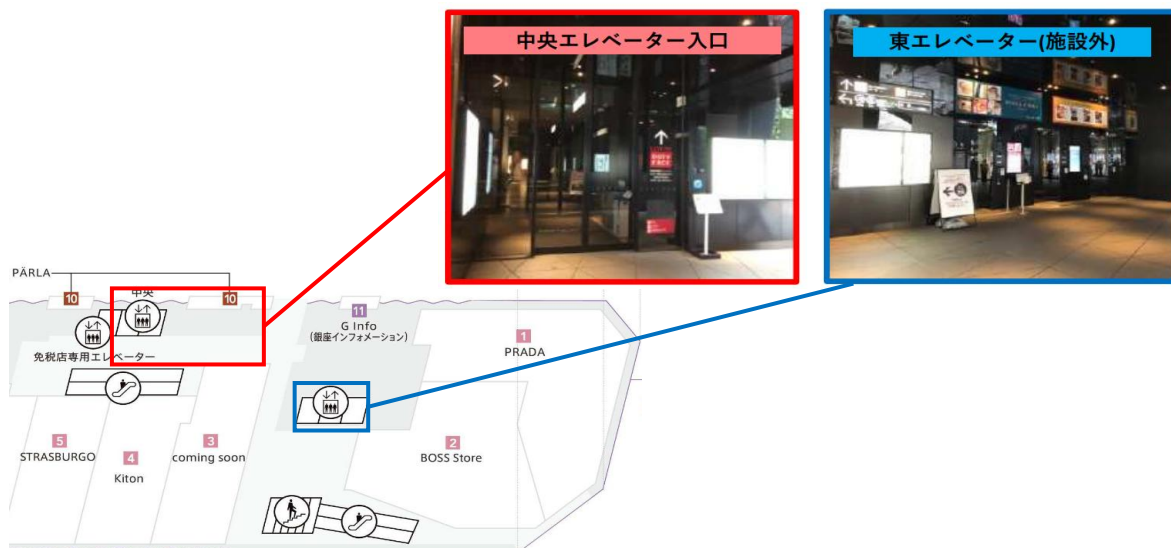 中央エレベーター入口
東エレベーター(施設外)
DUTY
FREE
PÄRLA
10
中央
10
免税店専用エレベーター
11
G Info
(銀座インフォメーション)
1
PRADA
5
STRASBURGO
4
Kiton
3
coming soon
2
BOSS Store